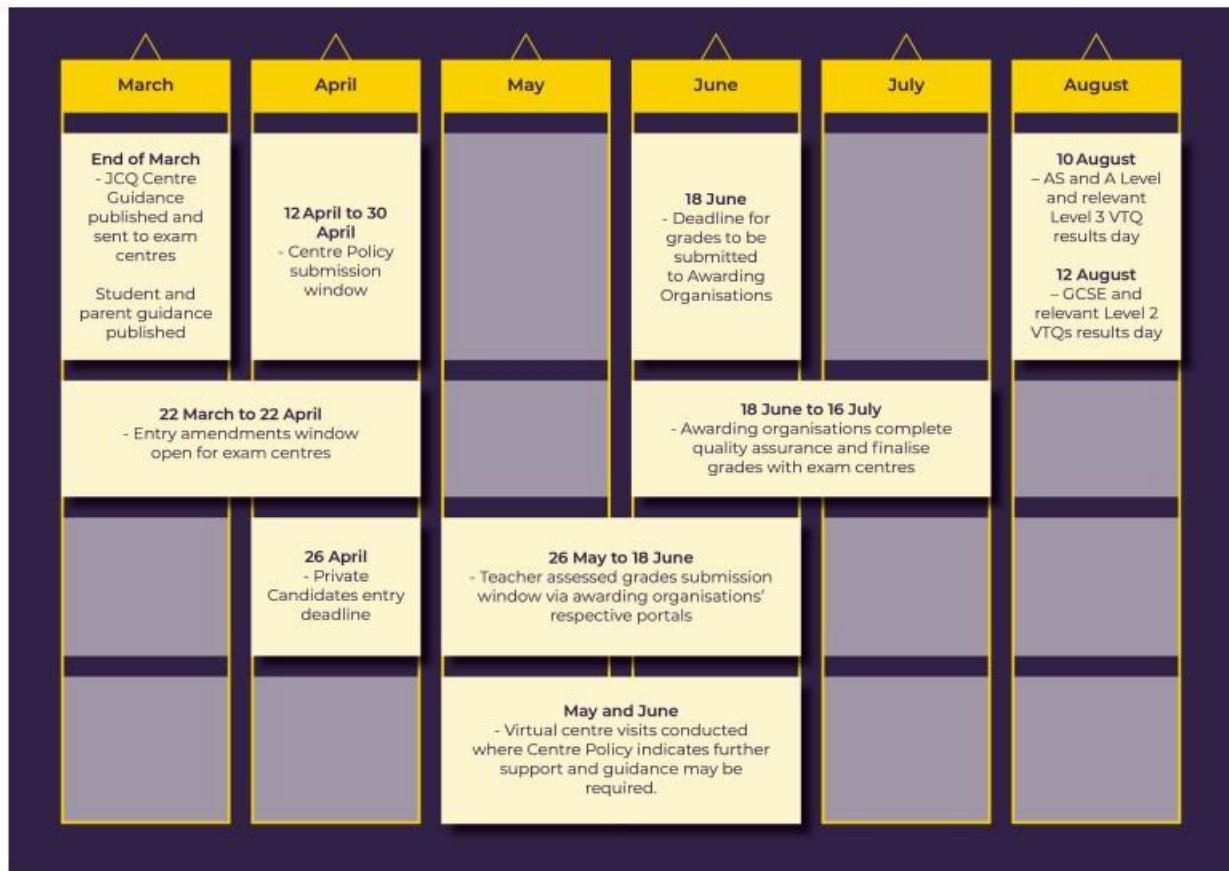 March
April
May
June
July
August
End of March
- JCQ Centre
Guidance
published and
sent to exam
centres
Student and
parent guidance
published
12 April to 30
April
- Centre Policy
submission
window
18 June
- Deadline for
grades to be
submitted
to Awarding
Organisations
10 August
– AS and A Level
and relevant
Level 3 VTQ
results day
12 August
– GCSE and
relevant Level 2
VTQs results day
22 March to 22 April
- Entry amendments window
open for exam centres
18 June to 16 July
- Awarding organisations complete
quality assurance and finalise
grades with exam centres
26 April
- Private
Candidates entry
deadline
26 May to 18 June
- Teacher assessed grades submission
window via awarding organisations’
respective portals
May and June
- Virtual centre visits conducted
where Centre Policy indicates further
support and guidance may be
required.